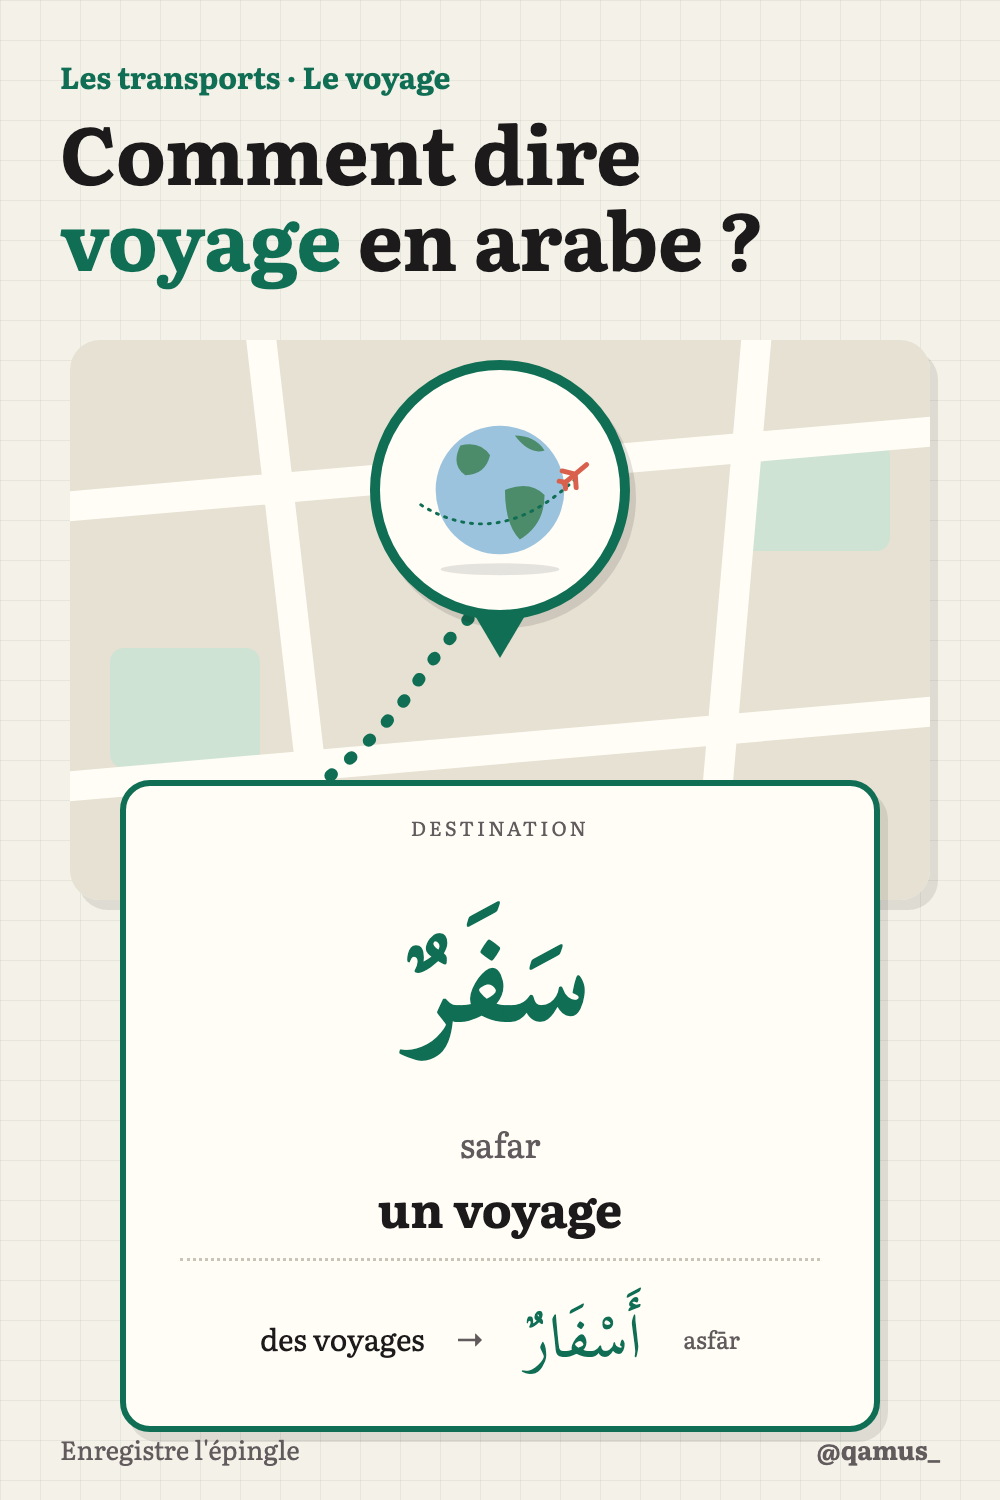 Les transports · Le voyage
Comment dire
voyage en arabe ?
DESTINATION
سَفَرٌ
safar
un voyage
des voyages → أَسْفَارٌ asfār
Enregistre l'épingle
@qamus_